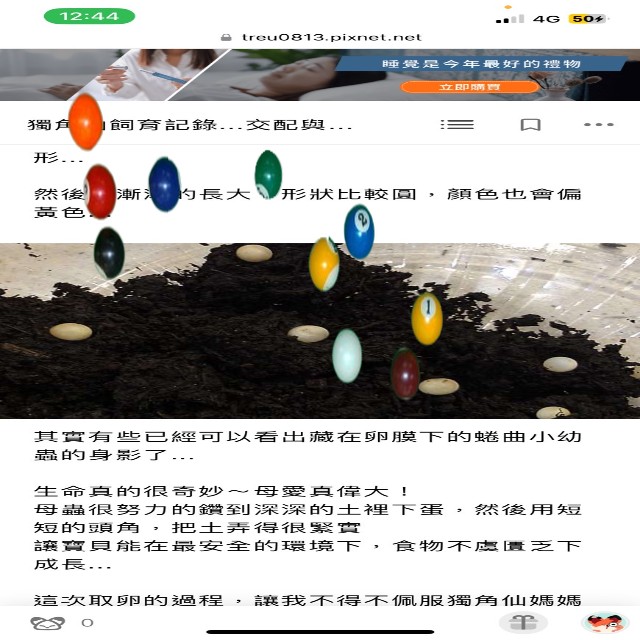 12:44
4G
50
treu0813.pixnet.net
睡覺是今年最好的禮物
立即購買
獨角 飼育記錄...交配與...
形...
然後 漸 的長大 形狀比較圓，顏色也會偏
黃色...
2
1
其實有些已經可以看出藏在卵膜下的蜷曲小幼
蟲的身影了...
生命真的很奇妙～母愛真偉大！
母蟲很努力的鑽到深深的土裡下蛋，然後用短
短的頭角，把土弄得很緊實
讓寶貝能在最安全的環境下，食物不虞匱乏下
成長...
這次取卵的過程，讓我不得不佩服獨角仙媽媽
0